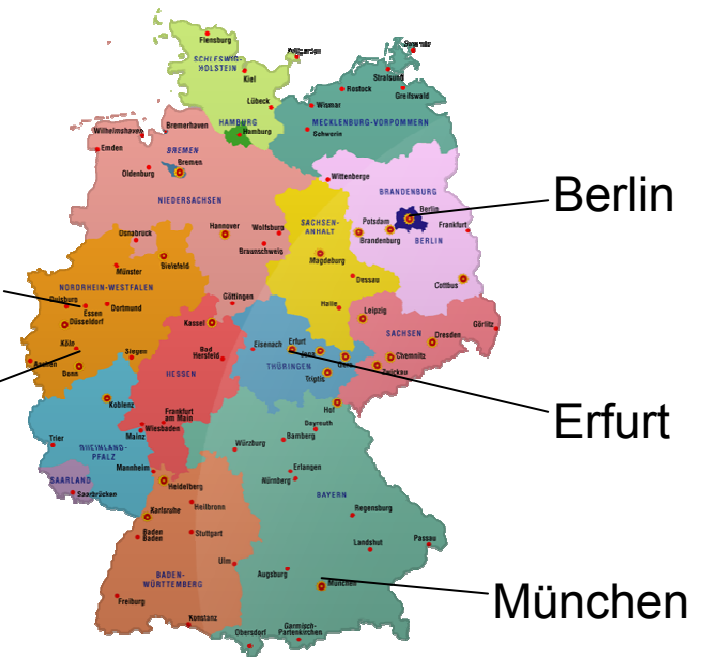 Flensburg
SCHLESWIG-
HOLSTEIN
Kiel
Stralsund
Rostock
Greifswald
Lübeck
Wismar
HAMBURG
MECKLENBURG-VORPOMMERN
Hamburg
Schwerin
Wilhelmshaven
Bremerhaven
Emden
BREMEN
Bremen
Oldenburg
Wittenberge
BRANDENBURG
Berlin
Berlin
NIEDERSACHSEN
SACHSEN-
ANHALT
Potsdam
Frankfurt
Osnabrück
Hannover
Wolfsburg
Brandenburg
BERLIN
Braunschweig
Münster
Bielefeld
Magdeburg
Dessau
Cottbus
NORDRHEIN-WESTFALEN
Göttingen
Duisburg
Essen
Dortmund
Halle
Leipzig
Düsseldorf
Kassel
Görlitz
SACHSEN
Dresden
Köln
Siegen
Bad
Hersfeld
Eisenach
Erfurt
Jena
Gera
Chemnitz
Aachen
Bonn
HESSEN
THÜRINGEN
Triptis
Zwickau
Koblenz
Hof
Erfurt
Frankfurt
am Main
Wiesbaden
Bayreuth
Trier
Mainz
Bamberg
RHEINLAND-
PFALZ
Würzburg
Mannheim
Erlangen
SAARLAND
Nürnberg
Heidelberg
Saarbrücken
BAYERN
Heilbronn
Regensburg
Karlsruhe
Baden
Baden
Stuttgart
Passau
Landshut
Ulm
BADEN-
WÜRTTEMBERG
Augsburg
München
München
Freiburg
Konstanz
Obersdorf
Garmisch-
Partenkirchen